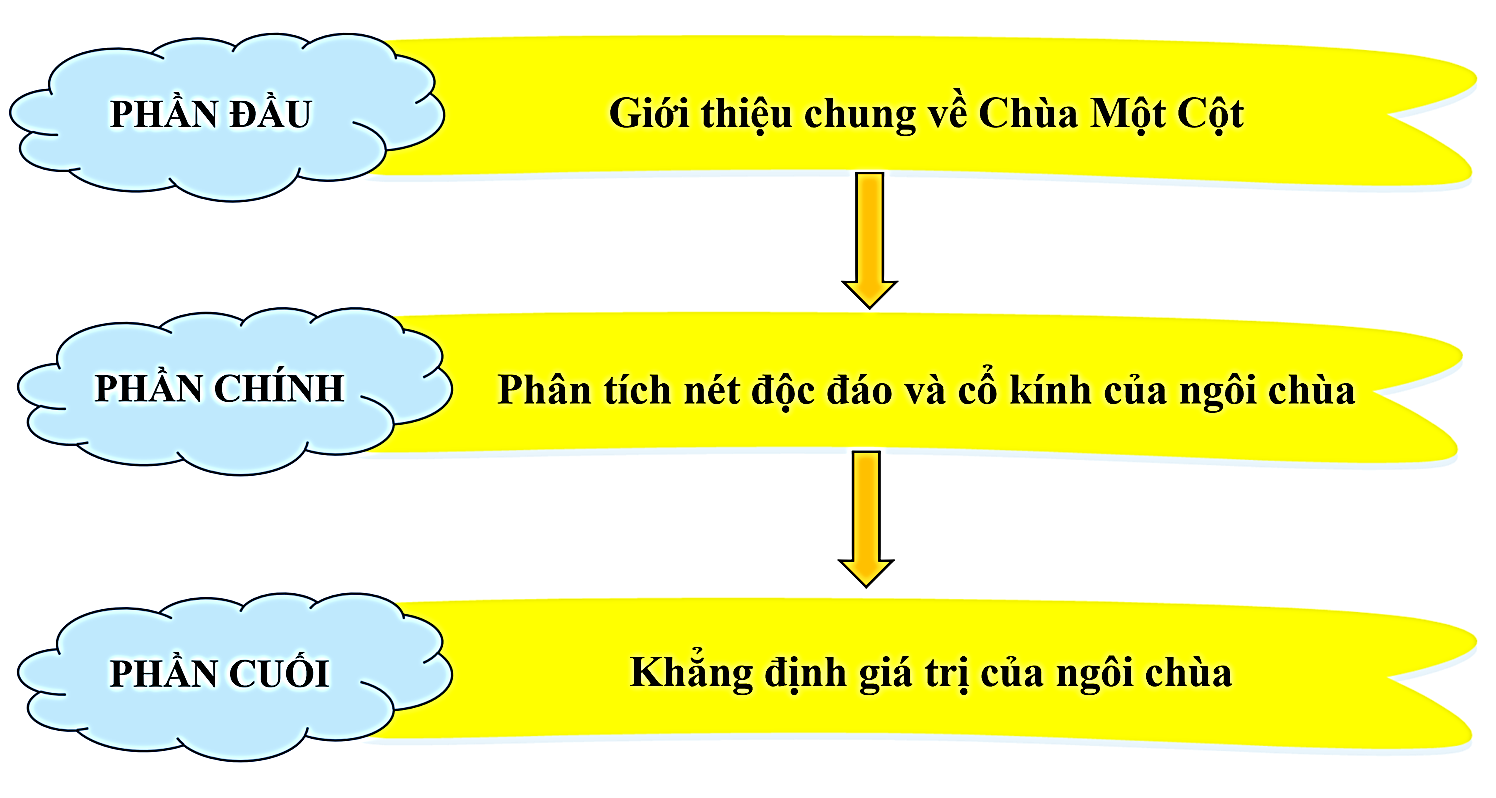 PHẦN ĐẦU
Giới thiệu chung về Chùa Một Cột
PHẦN CHÍNH
Phân tích nét độc đáo và cổ kính của ngôi chùa
PHẦN CUỐI
Khẳng định giá trị của ngôi chùa